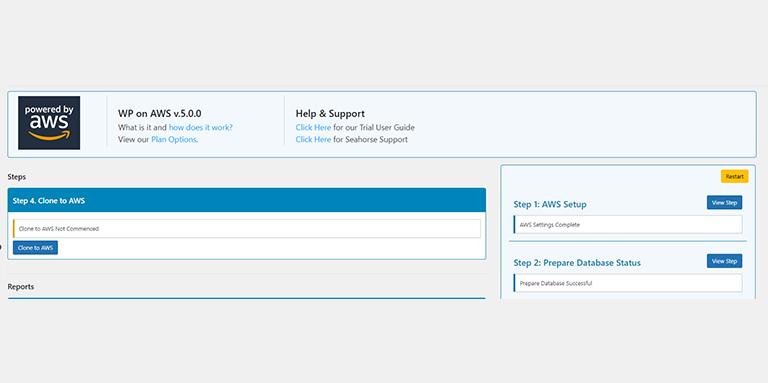 powered by
aws
WP on AWS v.5.0.0
What is it and how does it work?
View our Plan Options.
Help & Support
Click Here for our Trial User Guide
Click Here for Seahorse Support
Steps
Step 4. Clone to AWS
Clone to AWS Not Commenced
Clone to AWS
Reports
Restart
Step 1: AWS Setup
View Step
AWS Settings Complete
Step 2: Prepare Database Status
View Step
Prepare Database Successful